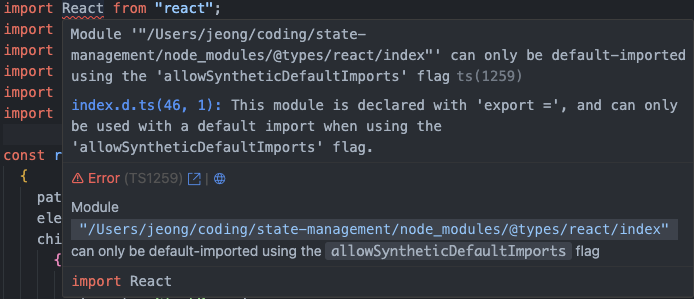 import React from "react";
import
Module '"/Users/jeong/coding/state-
import
management/node_modules/@types/react/index"' can only be default-imported
import
using the 'allowSyntheticDefaultImports' flag ts(1259)
import
index.d.ts(46, 1): This module is declared with 'export =', and can only
import
be used with a default import when using the
'allowSyntheticDefaultImports' flag.
const r
{
Error (TS1259) |
pat
Module
ele
"/Users/jeong/coding/state-management/node_modules/@types/react/index"
chi
can only be default-imported using the allowSyntheticDefaultImports flag
{
import React